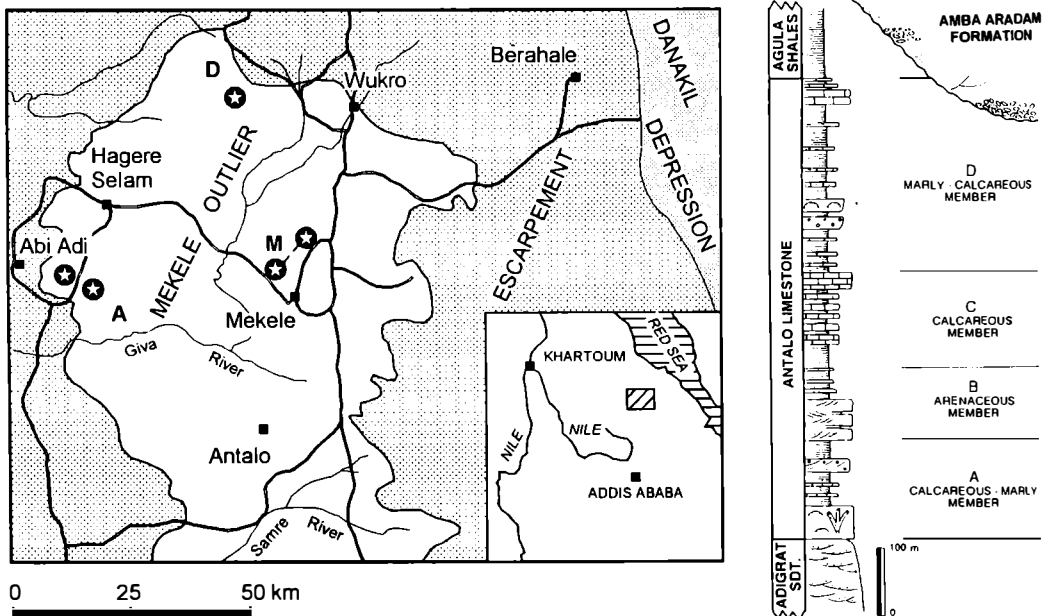 D
Wukro
Berahale
DANAKIL
DEPRESSION
Hagere
Selam
OUTLIER
MEKELE
ESCARPMENT
Abi Adi
A
M
Mekele
Giva
River
Antalo
Samre
River
KHARTOUM
RED SEA
NILE
NILE
ADDIS ABABA
0 25 50 km
AGULA
SHALES
AMBA ARADAM
FORMATION
ANTALO LIMESTONE
D
MARLY - CALCAREOUS
MEMBER
C
CALCAREOUS
MEMBER
B
ARENACEOUS
MEMBER
A
CALCAREOUS - MARLY
MEMBER
ADIGRAT
SDT.
100 m
0